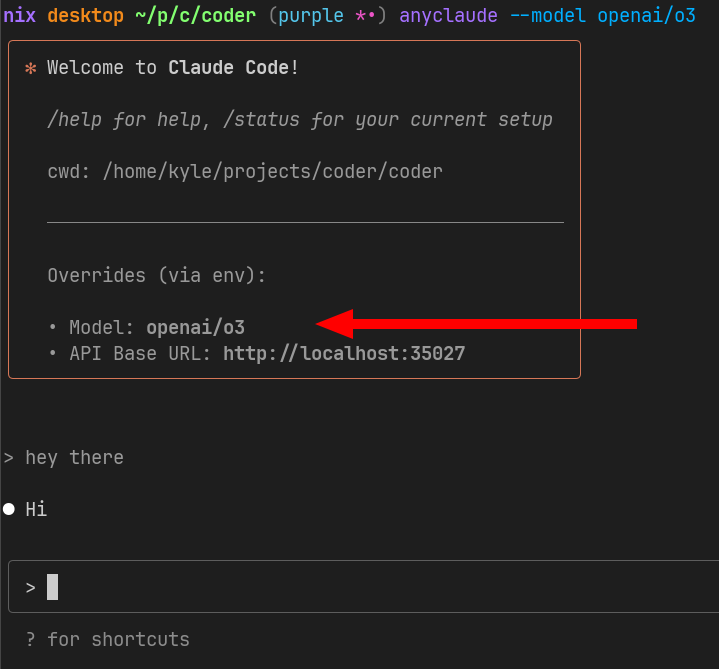 nix desktop ~/p/c/coder (purple *•) anyclaude --model openai/o3
✻ Welcome to Claude Code!
/help for help, /status for your current setup
cwd: /home/kyle/projects/coder/coder
Overrides (via env):
• Model: openai/o3
• API Base URL: http://localhost:35027
> hey there
● Hi
>
? for shortcuts